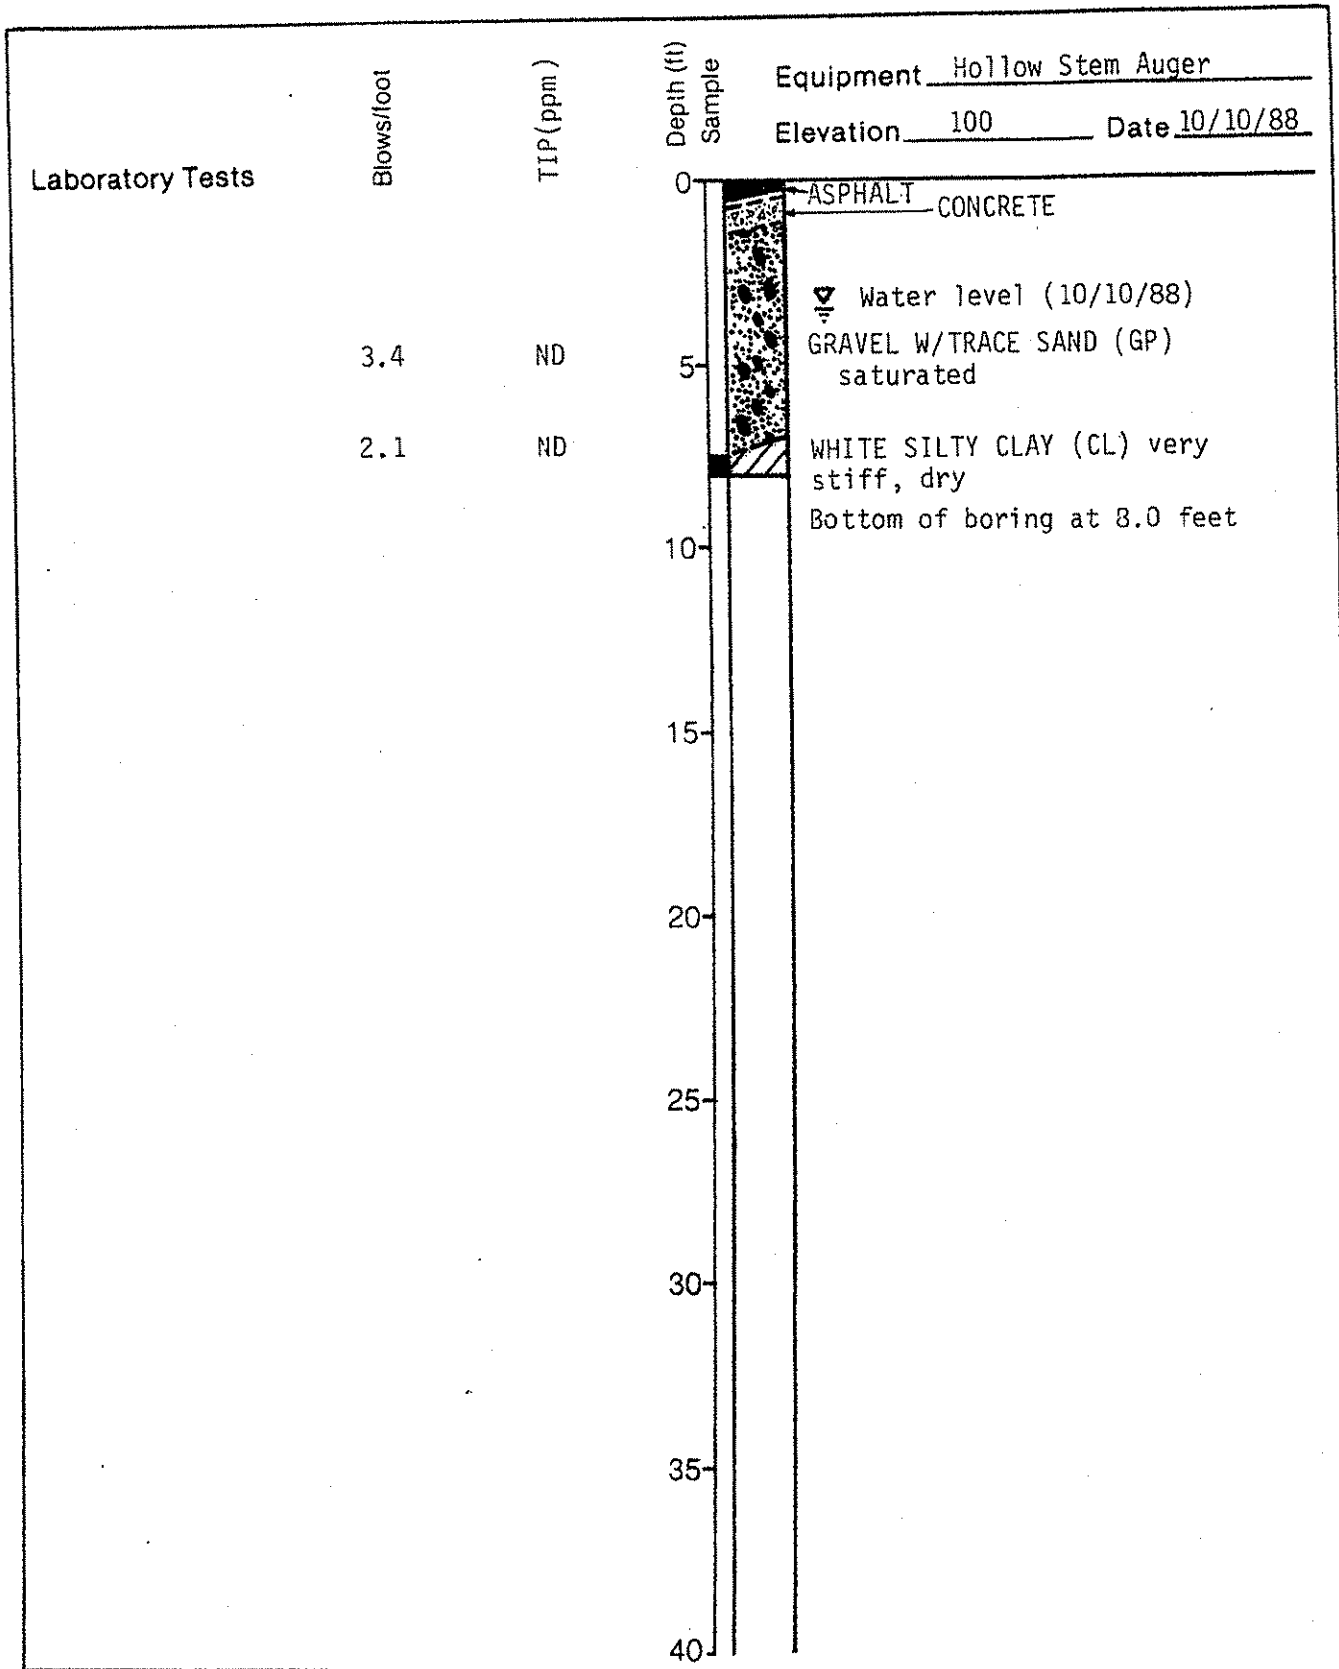 Laboratory Tests
Blows/foot
TIP(ppm)
Depth (ft)
Sample
Equipment Hollow Stem Auger
Elevation 100 Date 10/10/88
0
ASPHALT
CONCRETE
Water level (10/10/88)
3.4 ND
5
GRAVEL W/TRACE SAND (GP)
saturated
2.1 ND
WHITE SILTY CLAY (CL) very
stiff, dry
Bottom of boring at 8.0 feet
10
15
20
25
30
35
40